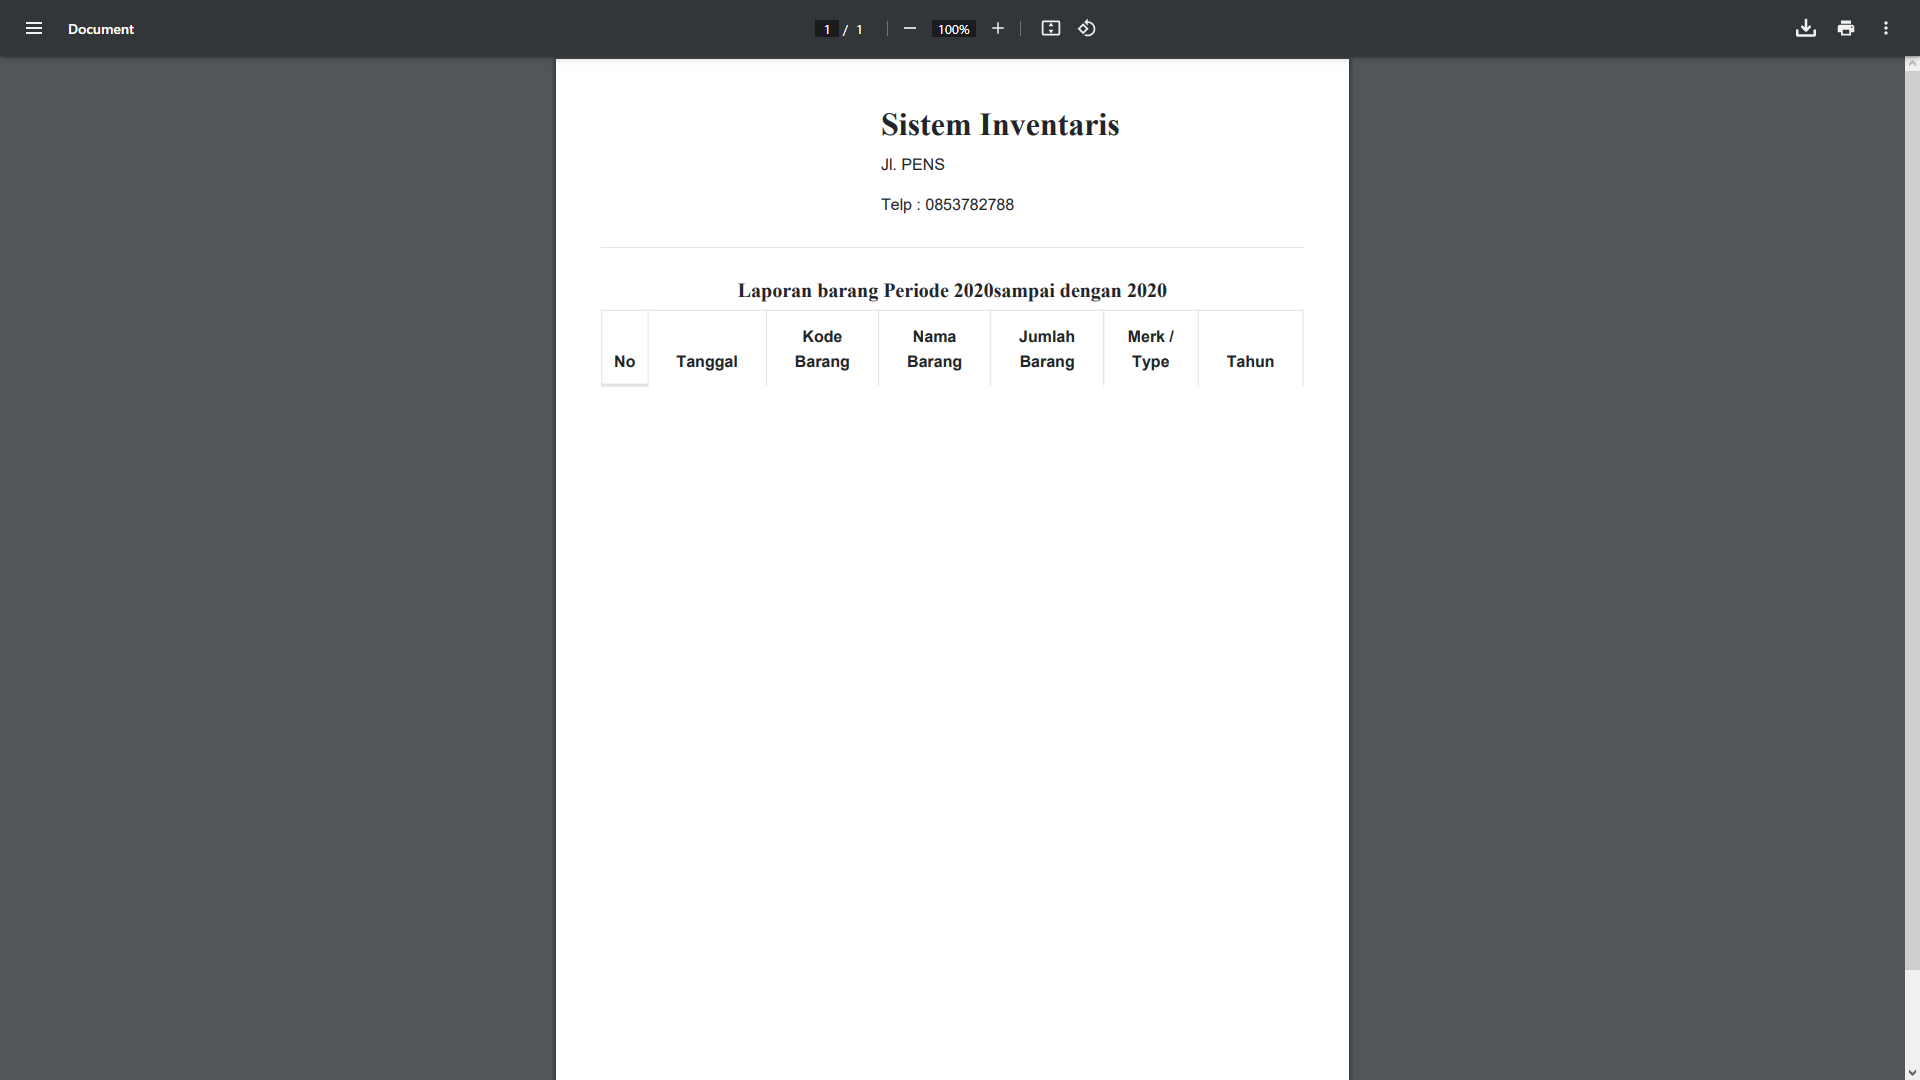 Document
1 / 1
100%
Sistem Inventaris
Jl. PENS
Telp : 0853782788
Laporan barang Periode 2020sampai dengan 2020
No
Tanggal
Kode
Barang
Nama
Barang
Jumlah
Barang
Merk /
Type
Tahun